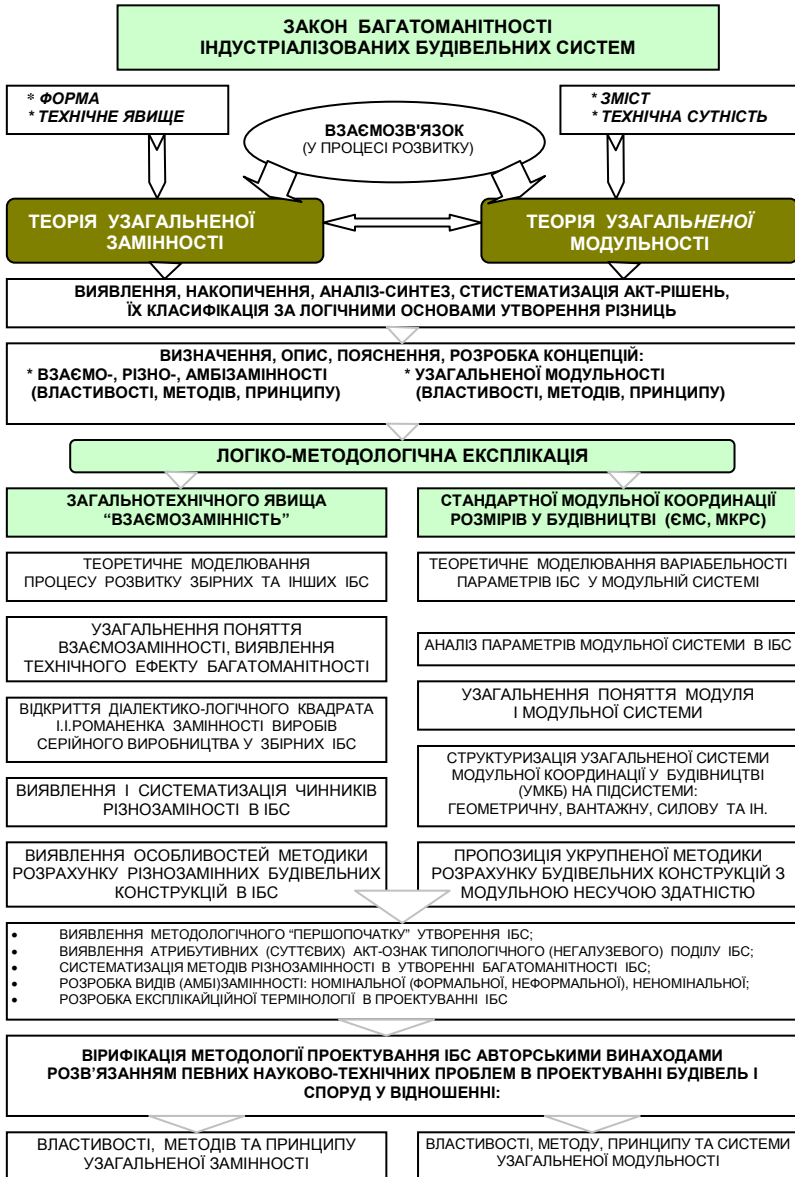 ЗАКОН БАГАТОМАНІТНОСТІ
ІНДУСТРІАЛІЗОВАНИХ БУДІВЕЛЬНИХ СИСТЕМ
* ФОРМА
* ТЕХНІЧНЕ ЯВИЩЕ
ВЗАЄМОЗВ'ЯЗОК
(У ПРОЦЕСІ РОЗВИТКУ)
* ЗМІСТ
* ТЕХНІЧНА СУТНІСТЬ
ТЕОРІЯ УЗАГАЛЬНЕНОЇ
ЗАМІННОСТІ
ТЕОРІЯ УЗАГАЛЬНЕНОЇ
МОДУЛЬНОСТІ
ВИЯВЛЕННЯ, НАКОПИЧЕННЯ, АНАЛІЗ-СИНТЕЗ, СТИСТЕМАТИЗАЦІЯ АКТ-РІШЕНЬ,
ЇХ КЛАСИФІКАЦІЯ ЗА ЛОГІЧНИМИ ОСНОВАМИ УТВОРЕННЯ РІЗНИЦЬ
ВИЗНАЧЕННЯ, ОПИС, ПОЯСНЕННЯ, РОЗРОБКА КОНЦЕПЦІЙ:
* ВЗАЄМО-, РІЗНО-, АМБІЗАМІННОСТІ
(ВЛАСТИВОСТІ, МЕТОДІВ, ПРИНЦИПУ)
* УЗАГАЛЬНЕНОЇ МОДУЛЬНОСТІ
(ВЛАСТИВОСТІ, МЕТОДІВ, ПРИНЦИПУ)
ЛОГІКО-МЕТОДОЛОГІЧНА ЕКСПЛІКАЦІЯ
ЗАГАЛЬНОТЕХНІЧНОГО ЯВИЩА
“ВЗАЄМОЗАМІННІСТЬ”
ТЕОРЕТИЧНЕ МОДЕЛЮВАННЯ
ПРОЦЕСУ РОЗВИТКУ ЗБІРНИХ ТА ІНШИХ ІБС
УЗАГАЛЬНЕННЯ ПОНЯТТЯ
ВЗАЄМОЗАМІННОСТІ, ВИЯВЛЕННЯ
ТЕХНІЧНОГО ЕФЕКТУ БАГАТОМАНІТНОСТІ
ВІДКРИТТЯ ДІАЛЕКТИКО-ЛОГІЧНОГО КВАДРАТА
І.І.РОМАНЕНКА ЗАМІННОСТІ ВИРОБІВ
СЕРІЙНОГО ВИРОБНИЦТВА У ЗБІРНИХ ІБС
ВИЯВЛЕННЯ І СИСТЕМАТИЗАЦІЯ ЧИННИКІВ
РІЗНОЗАМІНОСТІ В ІБС
ВИЯВЛЕННЯ ОСОБЛИВОСТЕЙ МЕТОДИКИ
РОЗРАХУНКУ РІЗНОЗАМІННИХ БУДІВЕЛЬНИХ
КОНСТРУКЦІЙ В ІБС
СТАНДАРТНОЇ МОДУЛЬНОЇ КООРДИНАЦІЇ
РОЗМІРІВ У БУДІВНИЦТВІ (ЄМС, МКРС)
ТЕОРЕТИЧНЕ МОДЕЛЮВАННЯ ВАРІАБЕЛЬНОСТІ
ПАРАМЕТРІВ ІБС У МОДУЛЬНІЙ СИСТЕМІ
АНАЛІЗ ПАРАМЕТРІВ МОДУЛЬНОЇ СИСТЕМИ В ІБС
УЗАГАЛЬНЕННЯ ПОНЯТТЯ МОДУЛЯ
І МОДУЛЬНОЇ СИСТЕМИ
СТРУКТУРИЗАЦІЯ УЗАГАЛЬНЕНОЇ СИСТЕМИ
МОДУЛЬНОЇ КООРДИНАЦІЇ У БУДІВНИЦТВІ
(УМКБ) НА ПІДСИСТЕМИ:
ГЕОМЕТРИЧНУ, ВАНТАЖНУ, СИЛОВУ ТА ІН.
ПРОПОЗИЦІЯ УКРУПНЕНОЇ МЕТОДИКИ
РОЗРАХУНКУ БУДІВЕЛЬНИХ КОНСТРУКЦІЙ З
МОДУЛЬНОЮ НЕСУЧОЮ ЗДАТНІСТЮ
• ВИЯВЛЕННЯ МЕТОДОЛОГІЧНОГО “ПЕРШОПОЧАТКУ” УТВОРЕННЯ ІБС;
• ВИЯВЛЕННЯ АТРИБУТИВНИХ (СУТТЄВИХ) АКТ-ОЗНАК ТИПОЛОГІЧНОГО (НЕГАЛУЗЕВОГО) ПОДІЛУ ІБС;
• СИСТЕМАТИЗАЦІЯ МЕТОДІВ РІЗНОЗАМІННОСТІ В УТВОРЕННІ БАГАТОМАНІТНОСТІ ІБС;
• РОЗРОБКА ВИДІВ (АМБІ)ЗАМІННОСТІ: НОМІНАЛЬНОЇ (ФОРМАЛЬНОЇ, НЕФОРМАЛЬНОЇ), НЕНОМІНАЛЬНОЇ;
• РОЗРОБКА ЕКСПЛІКАЙЦІЙНОЇ ТЕРМІНОЛОГІЇ В ПРОЕКТУВАННІ ІБС
ВІРИФІКАЦІЯ МЕТОДОЛОГІЇ ПРОЕКТУВАННЯ ІБС АВТОРСЬКИМИ ВИНАХОДАМИ
РОЗВ’ЯЗАННЯМ ПЕВНИХ НАУКОВО-ТЕХНІЧНИХ ПРОБЛЕМ В ПРОЕКТУВАННІ БУДІВЕЛЬ І
СПОРУД У ВІДНОШЕННІ:
ВЛАСТИВОСТІ, МЕТОДІВ ТА ПРИНЦИПУ
УЗАГАЛЬНЕНОЇ ЗАМІННОСТІ
ВЛАСТИВОСТІ, МЕТОДУ, ПРИНЦИПУ ТА СИСТЕМИ
УЗАГАЛЬНЕНОЇ МОДУЛЬНОСТІ